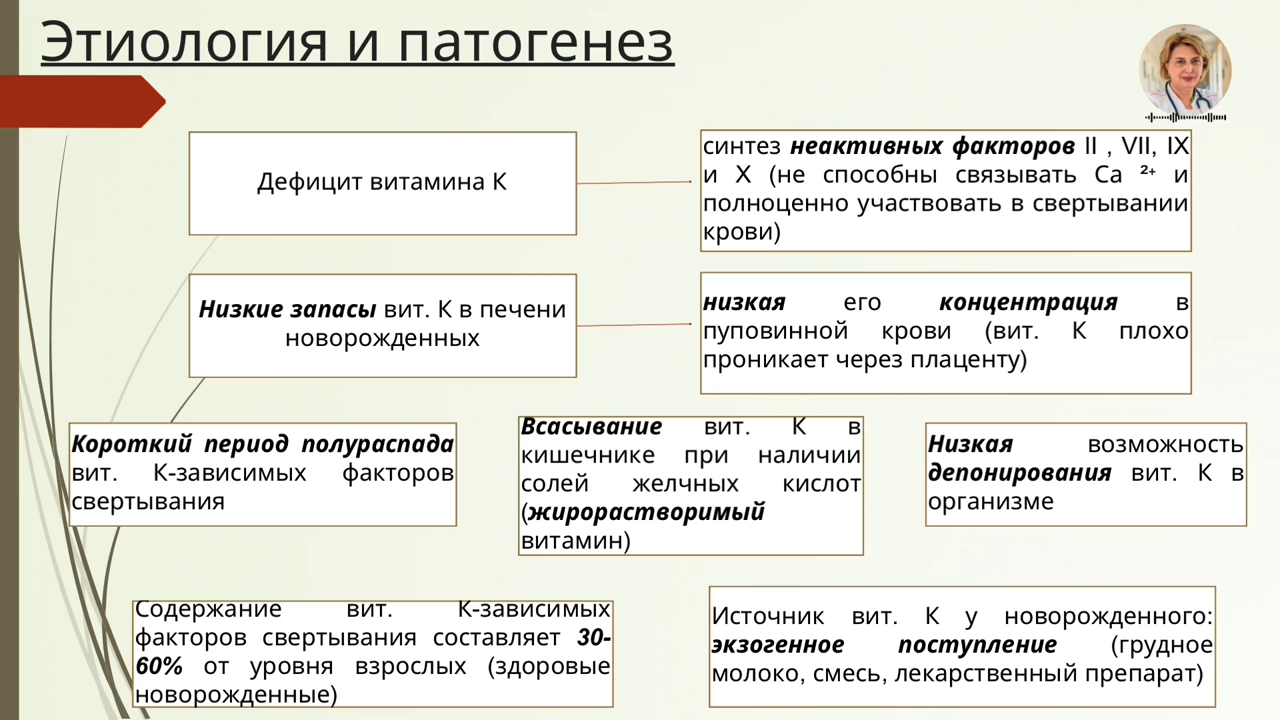 Этиология и патогенез
Дефицит витамина К
синтез неактивных факторов II , VII, IX
и X (не способны связывать Ca ²⁺ и
полноценно участвовать в свертывании
крови)
Низкие запасы вит. К в печени
новорожденных
низкая его концентрация в
пуповинной крови (вит. К плохо
проникает через плаценту)
Короткий период полураспада
вит. К-зависимых факторов
свертывания
Всасывание вит. К в
кишечнике при наличии
солей желчных кислот
(жирорастворимый
витамин)
Низкая возможность
депонирования вит. К в
организме
Содержание вит. К-зависимых
факторов свертывания составляет 30-
60% от уровня взрослых (здоровые
новорожденные)
Источник вит. К у новорожденного:
экзогенное поступление (грудное
молоко, смесь, лекарственный препарат)